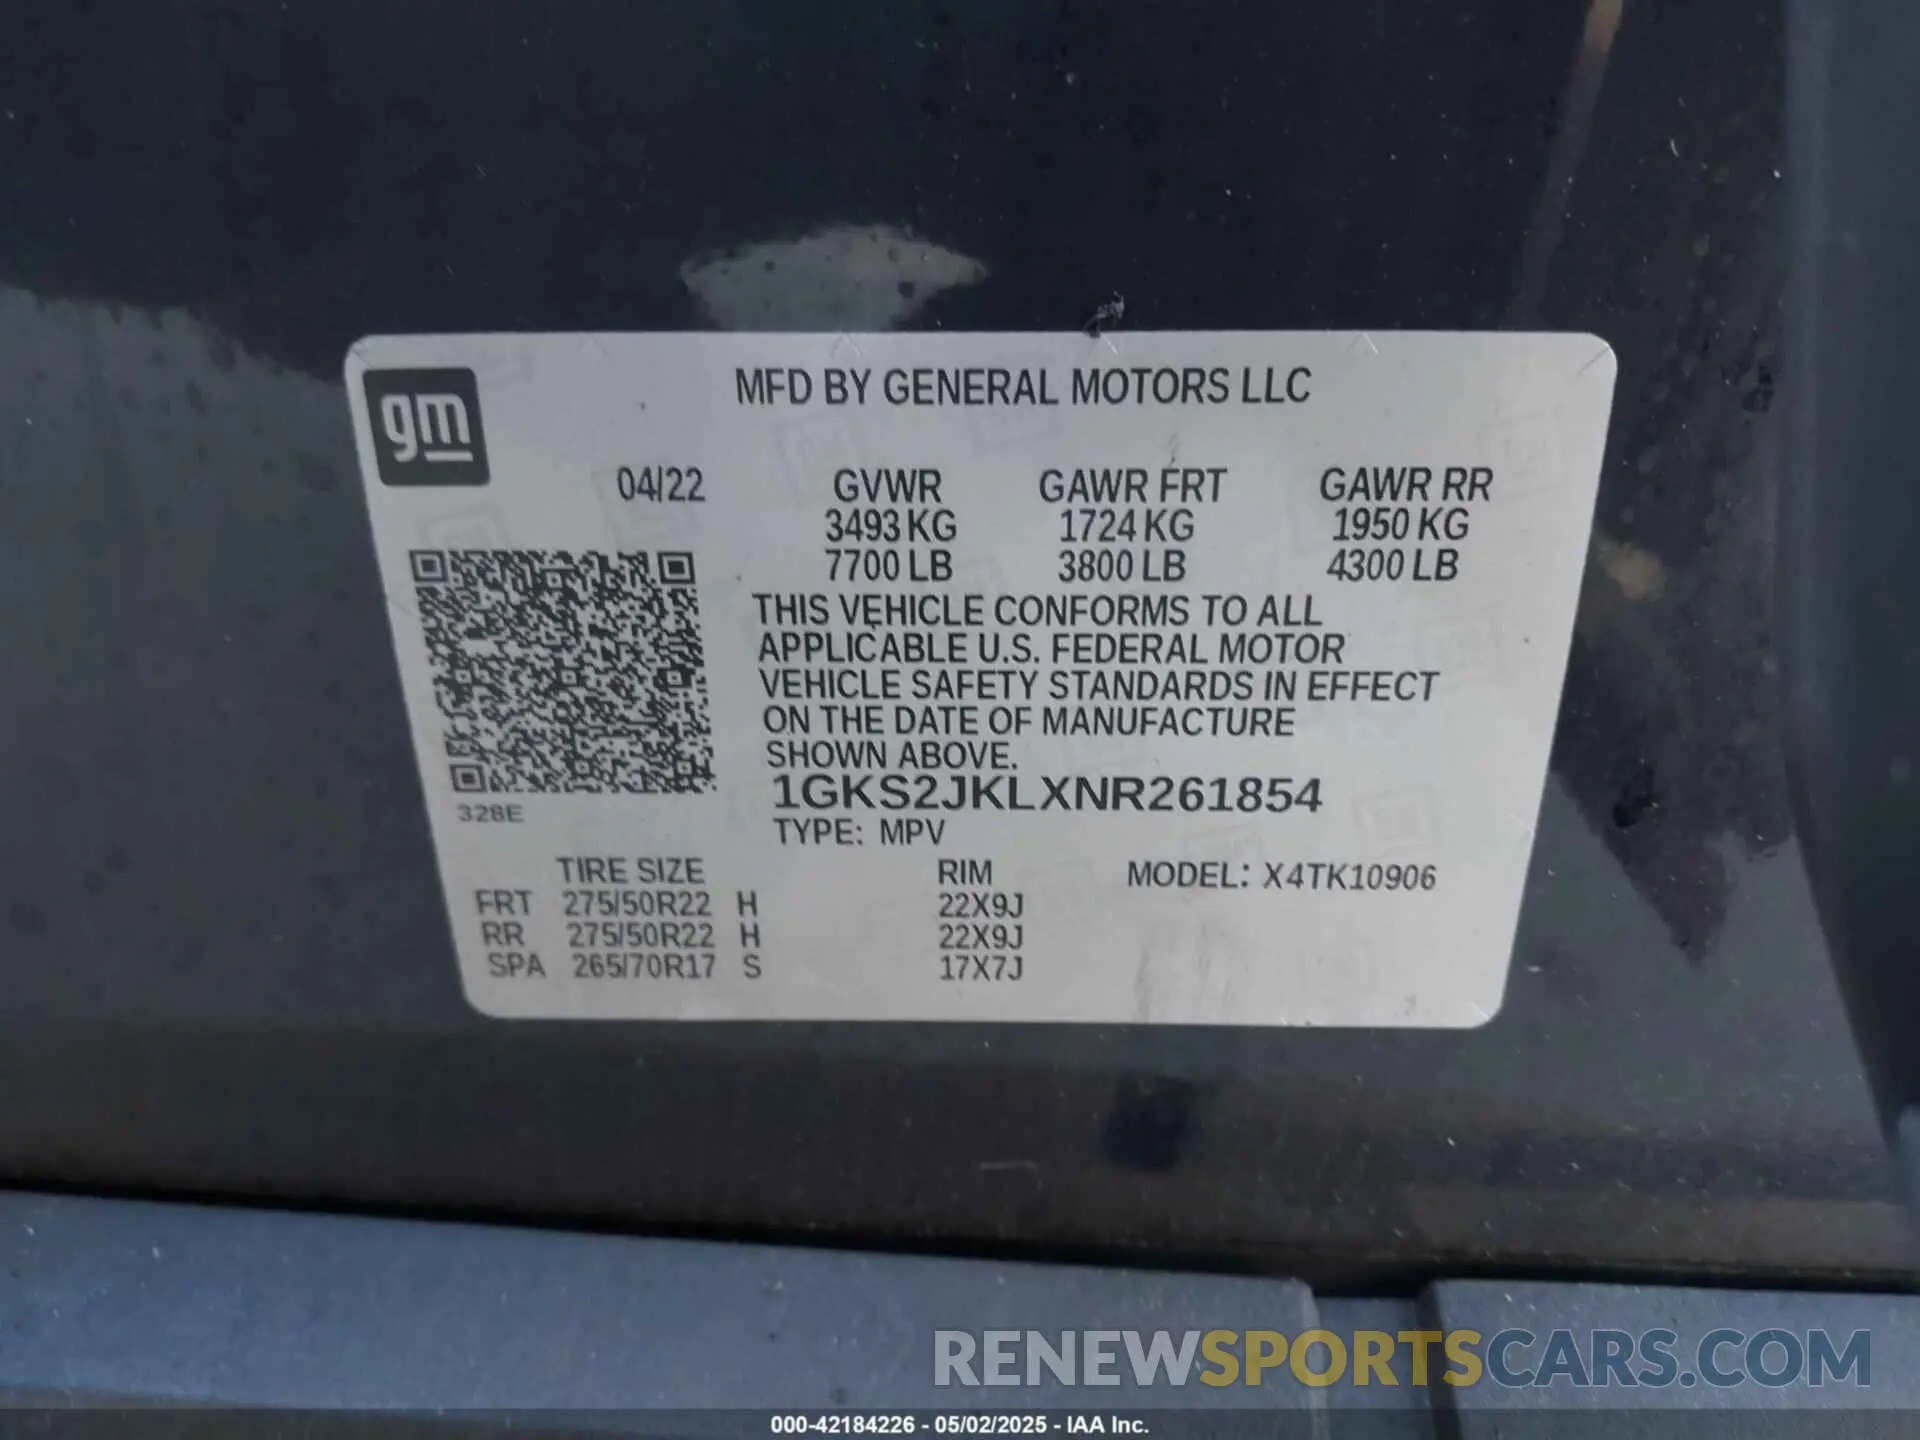 gm
MFD BY GENERAL MOTORS LLC
04/22 GVWR GAWR FRT GAWR RR
3493 KG 1724 KG 1950 KG
7700 LB 3800 LB 4300 LB
THIS VEHICLE CONFORMS TO ALL
APPLICABLE U.S. FEDERAL MOTOR
VEHICLE SAFETY STANDARDS IN EFFECT
ON THE DATE OF MANUFACTURE
SHOWN ABOVE.
1GKS2JKLXNR261854
328E
TYPE: MPV
TIRE SIZE RIM MODEL: X4TK10906
FRT 275/50R22 H 22X9J
RR 275/50R22 H 22X9J
SPA 265/70R17 S 17X7J
RENEWSPORTSCARS.COM
000-42184226 - 05/02/2025 - IAA Inc.